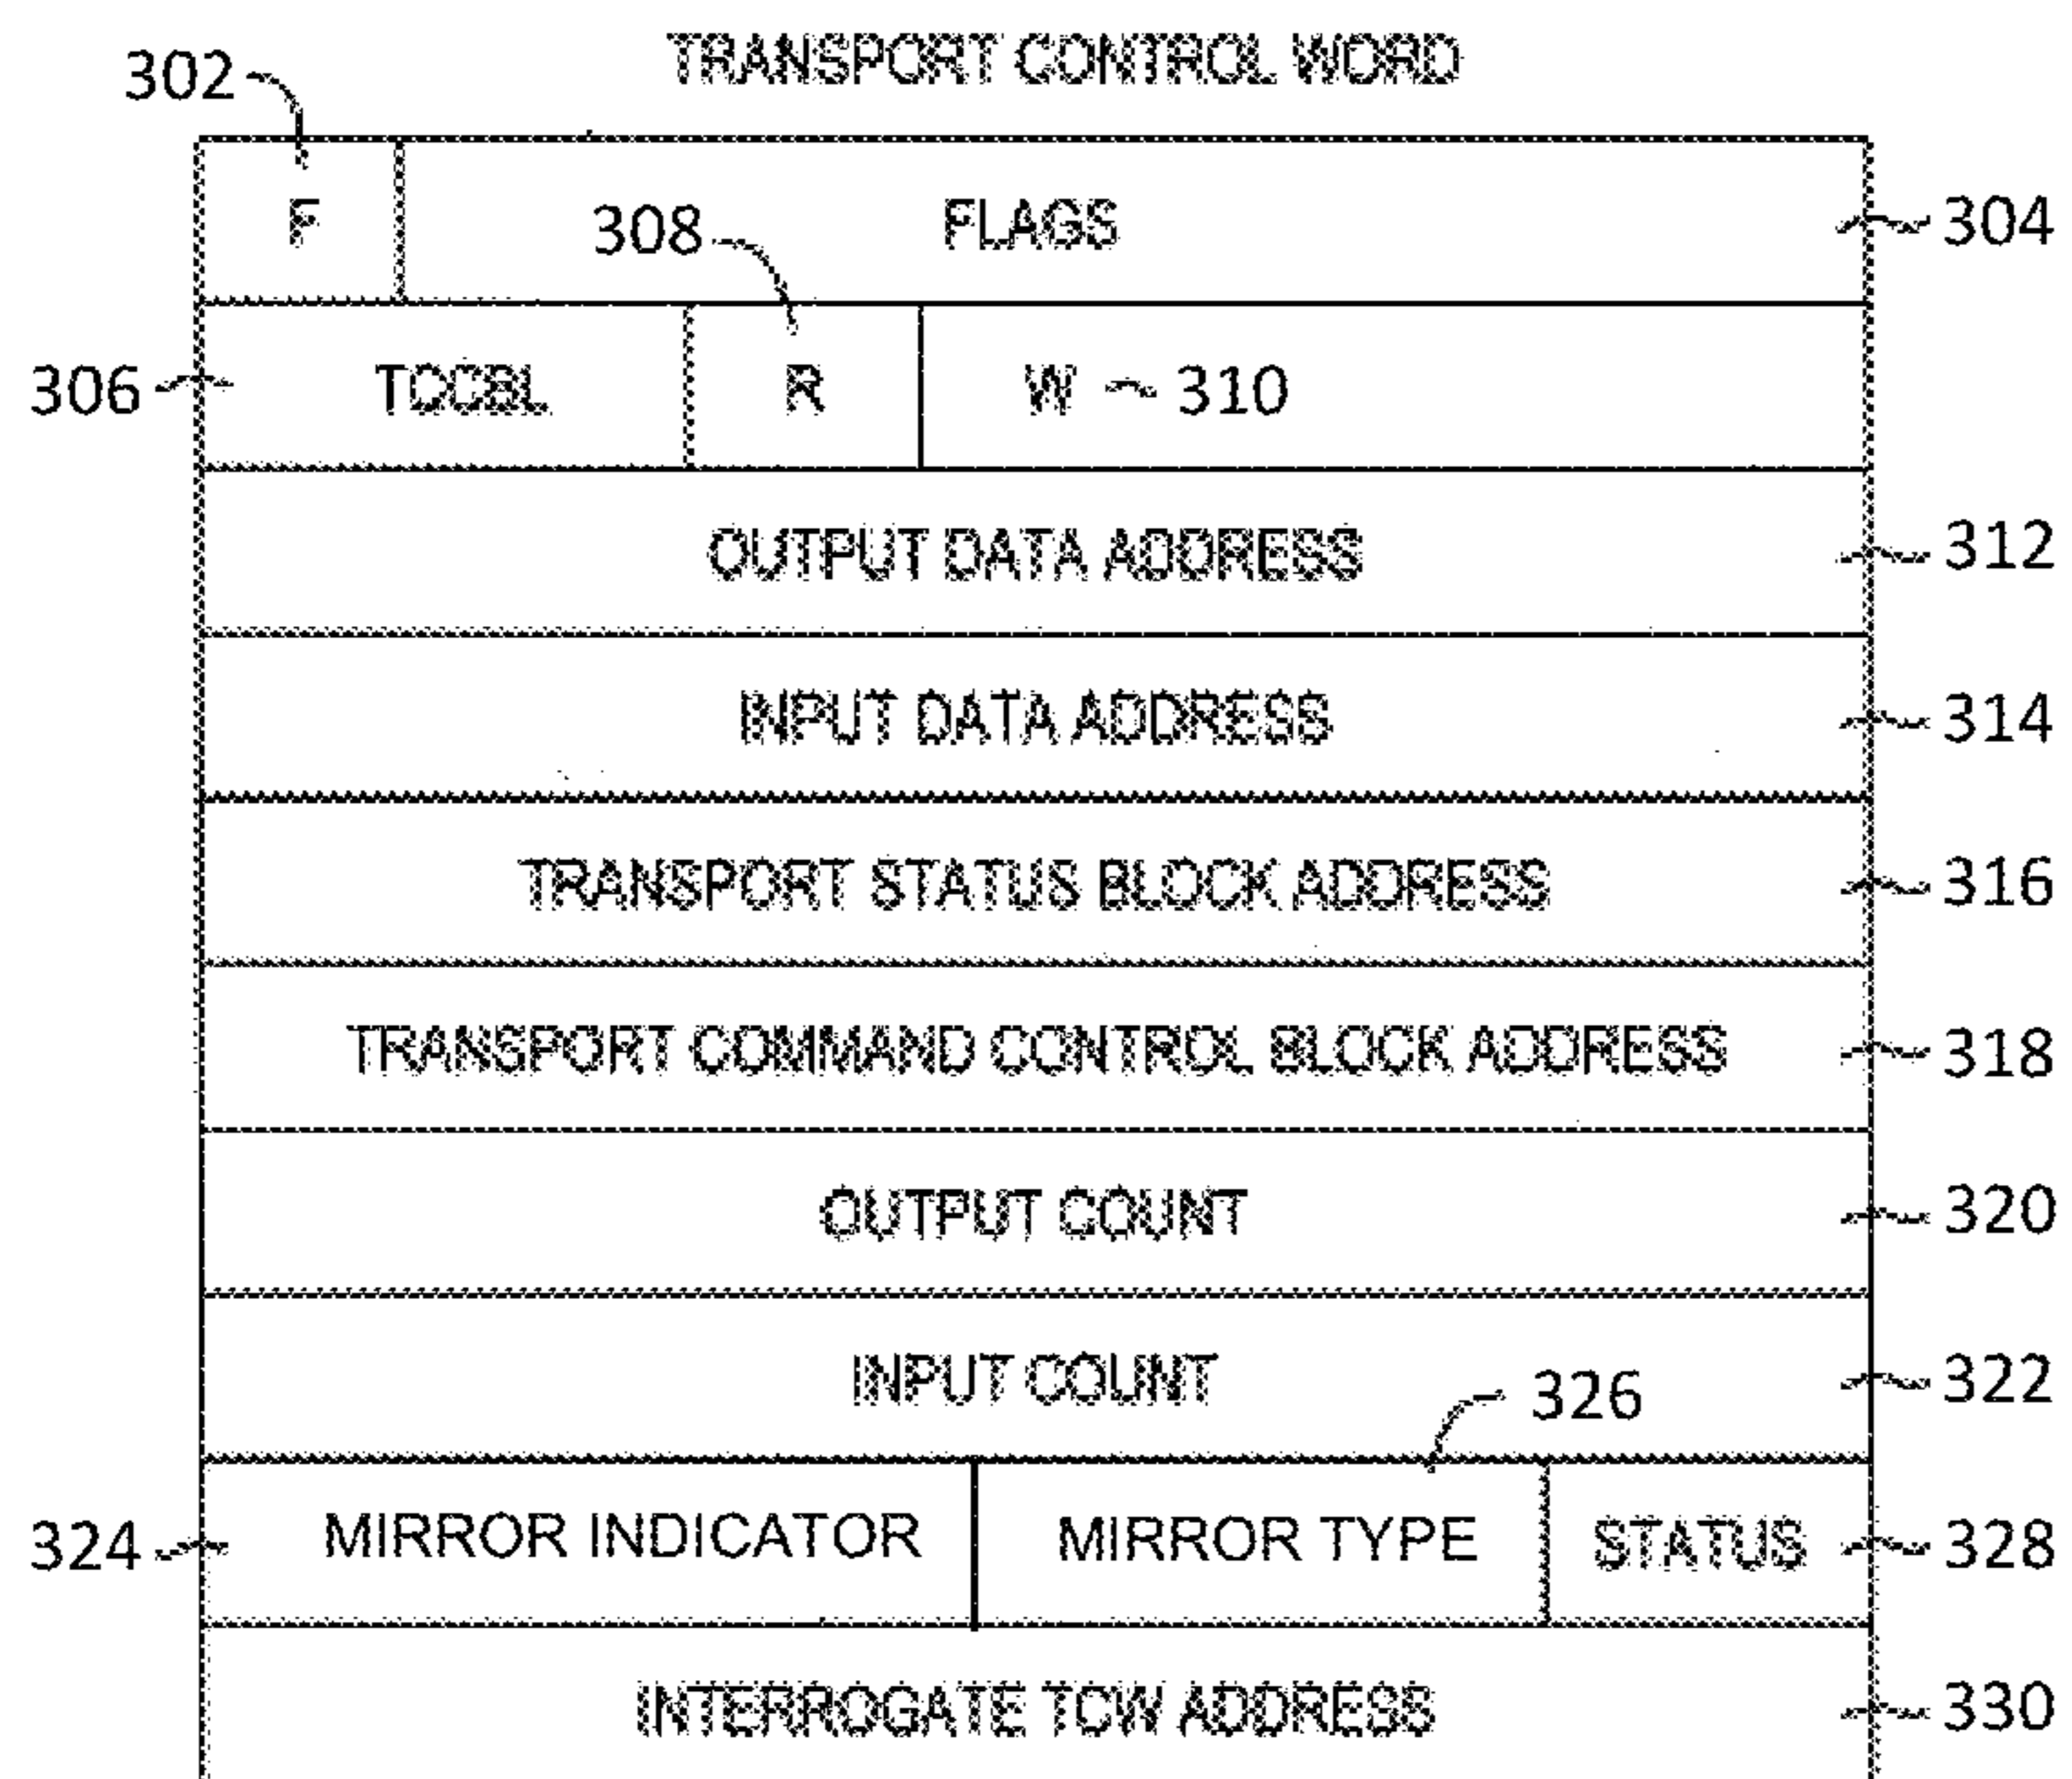 TRANSPORT CONTROL WORD
302
F
FLAGS
304
308
306
TCCBL
R
W
310
OUTPUT DATA ADDRESS
312
INPUT DATA ADDRESS
314
TRANSPORT STATUS BLOCK ADDRESS
316
TRANSPORT COMMAND CONTROL BLOCK ADDRESS
318
OUTPUT COUNT
320
INPUT COUNT
322
326
324
MIRROR INDICATOR
MIRROR TYPE
STATUS
328
INTERROGATE TCW ADDRESS
330